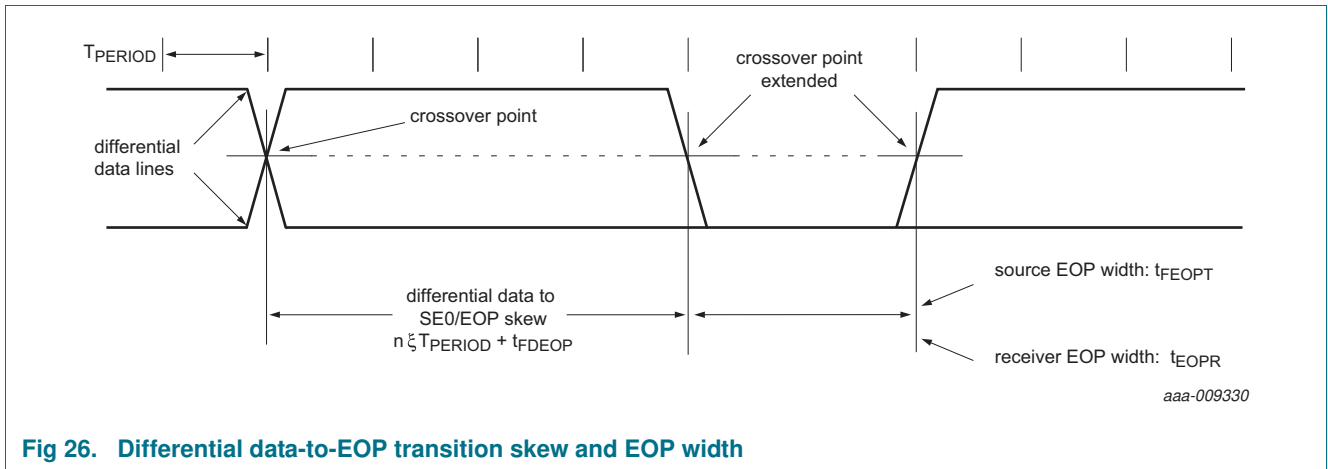 TPERIOD
crossover point
extended
crossover point
differential
data lines
source EOP width: tFEOPT
differential data to
SE0/EOP skew
n ξ TPERIOD + tFDEOP
receiver EOP width: tEOPR
aaa-009330
Fig 26. Differential data-to-EOP transition skew and EOP width